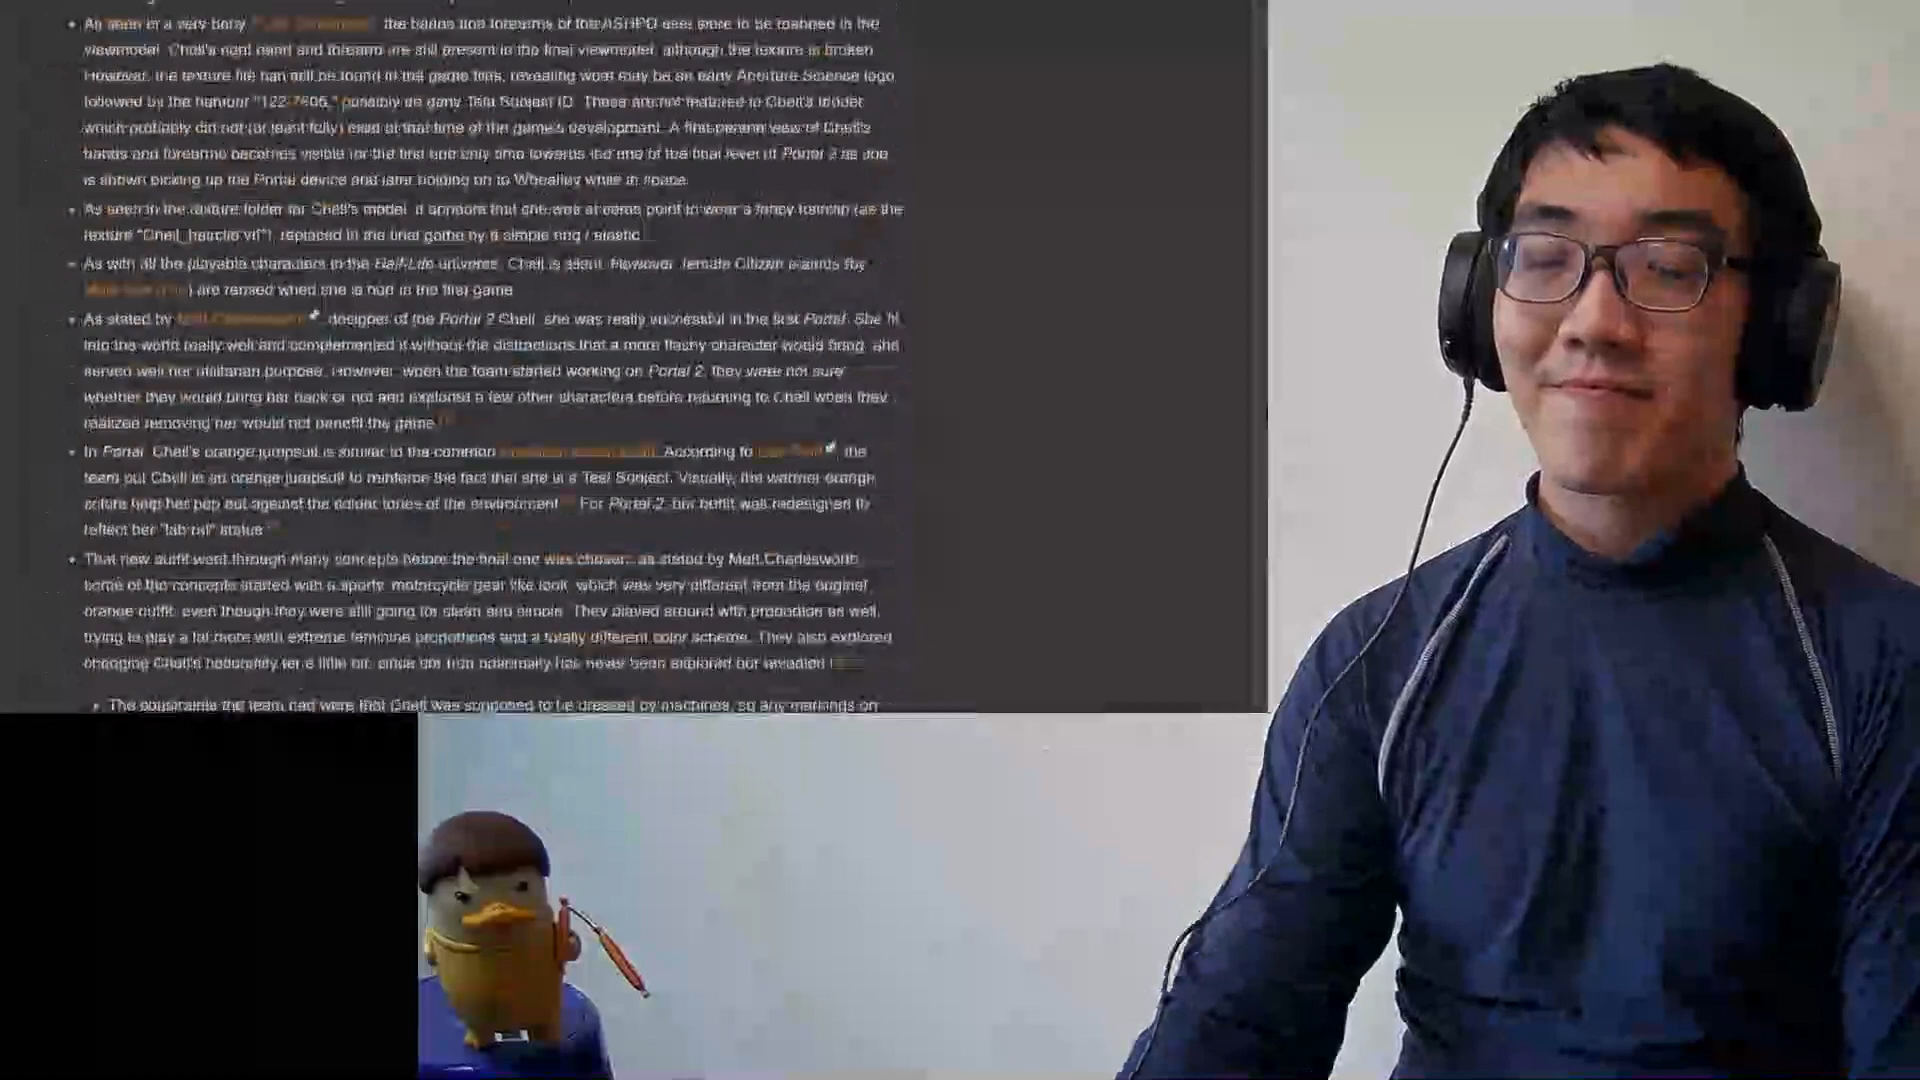 the hands and forearms of the ASHPD user were to be featured in the
viewmodel. Chell's right hand and forearm are still present in the final viewmodel, although the texture is broken.
However, the texture file can still be found in the game files, revealing what may be an early Aperture Science logo
followed by the number "122-7606," possibly an early Test Subject ID. These are not featured in Chell's model
which probably did not (or least fully) exist at that time of the game's development. A first-person view of Chell's
hands and forearms becomes visible for the first and only time towards the end of the final level of Portal 2 as she
is shown picking up the Portal device and later holding on to Wheatley while in space.
As seen in the texture folder for Chell's model, it appears that she was at some point to wear a fancy hairclip (as the
texture "Chell_hairclip.vtf"), replaced in the final game by a simple ring / elastic.
As with all the playable characters in the Half-Life universe, Chell is silent. However, female Citizen sounds (by
) are reused when she is hurt in the first game.
As stated by designer of the Portal 2 Chell, she was really successful in the first Portal. She fit
into the world really well and complemented it without the distractions that a more flashy character would bring, and
served well her utilitarian purpose. However, when the team started working on Portal 2, they were not sure
whether they would bring her back or not and explored a few other characters before returning to Chell when they
realized removing her would not benefit the game.
In Portal, Chell's orange jumpsuit is similar to the common According to the
team put Chell in an orange jumpsuit to reinforce the fact that she is a Test Subject. Visually, the warmer orange
colors help her pop out against the colder tones of the environment. For Portal 2, her outfit was redesigned to
reflect her "lab rat" status.
That new outfit went through many concepts before the final one was chosen; as stated by Matt Charlesworth,
some of the concepts started with a sporty, motorcycle gear like look, which was very different from the original
orange outfit, even though they were still going for clean and simple. They played around with proportion as well,
trying to play a lot more with extreme feminine proportions and a totally different color scheme. They also explored
changing Chell's nationality for a little bit, since her true nationality has never been explored nor revealed
The constraints the team had were that Chell was supposed to be dressed by machines, so any markings on